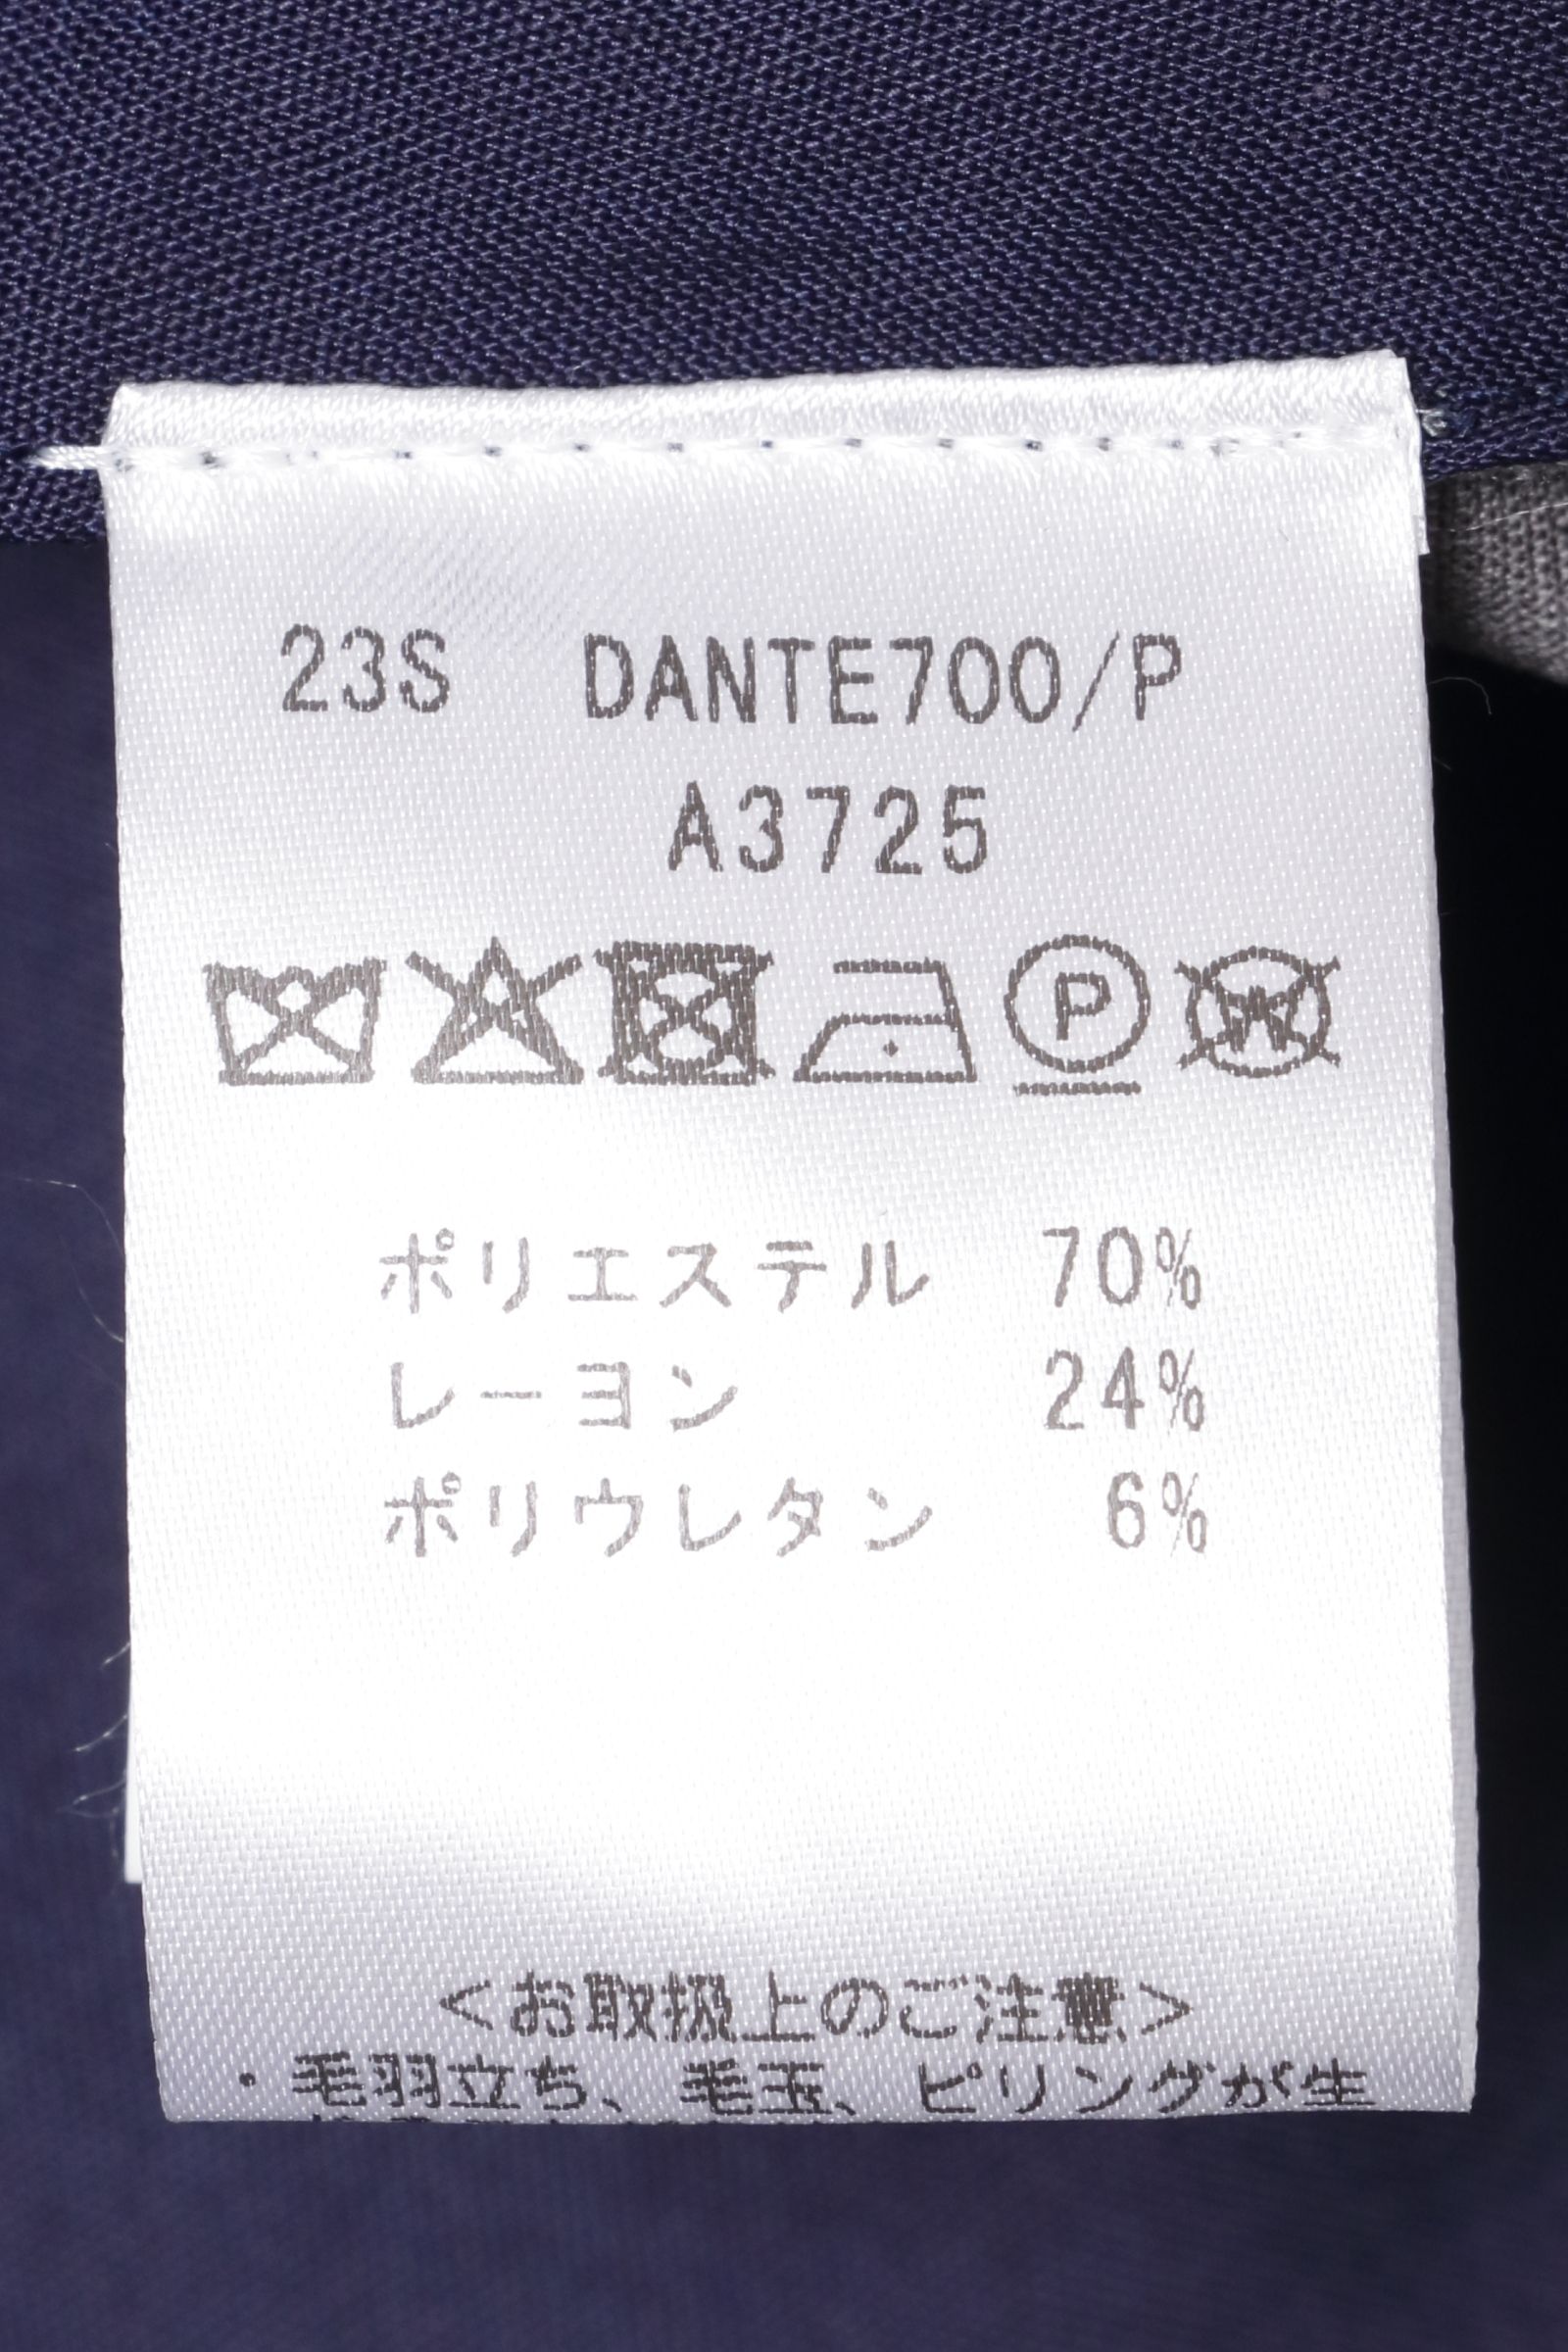 23S DANTE700/P
A3725
P W
ポリエステル 70%
レーヨン 24%
ポリウレタン 6%
<お取扱上のご注意>
・毛羽立ち、毛玉、ピリングが生